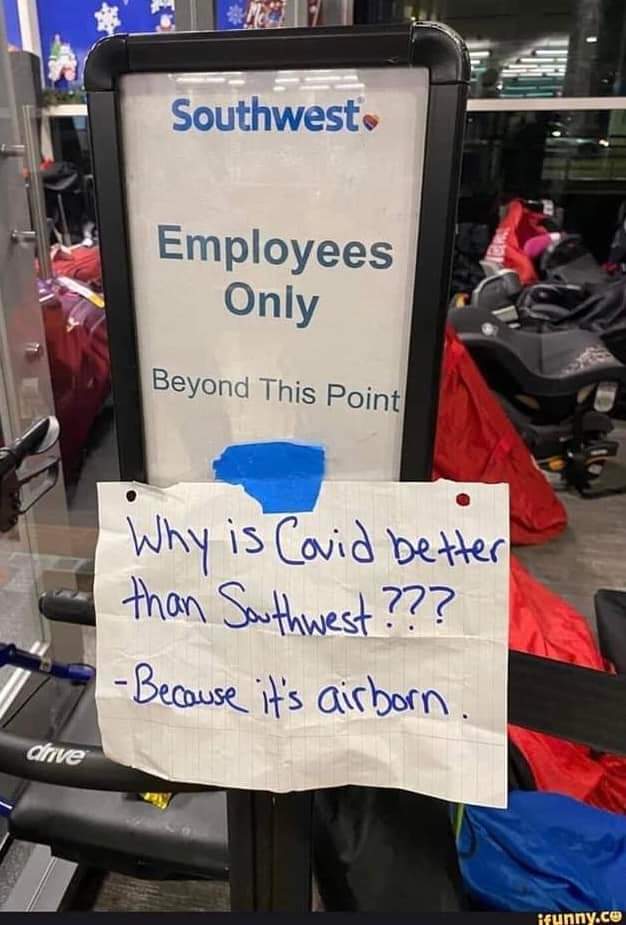 Southwest
Employees
Only
Beyond This Point
Why is Covid better
than Southwest ???
-Because it's airborn.
drive
ifunny.co